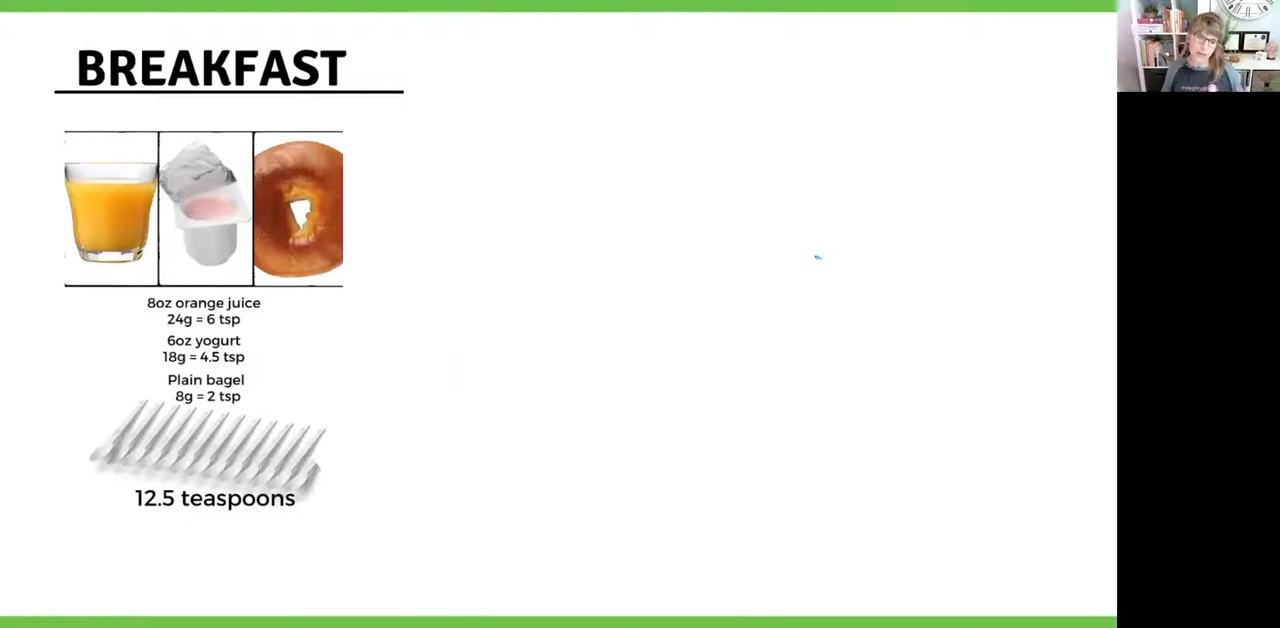 BREAKFAST
8oz orange juice
24g = 6 tsp
6oz yogurt
18g = 4.5 tsp
Plain bagel
8g = 2 tsp
12.5 teaspoons